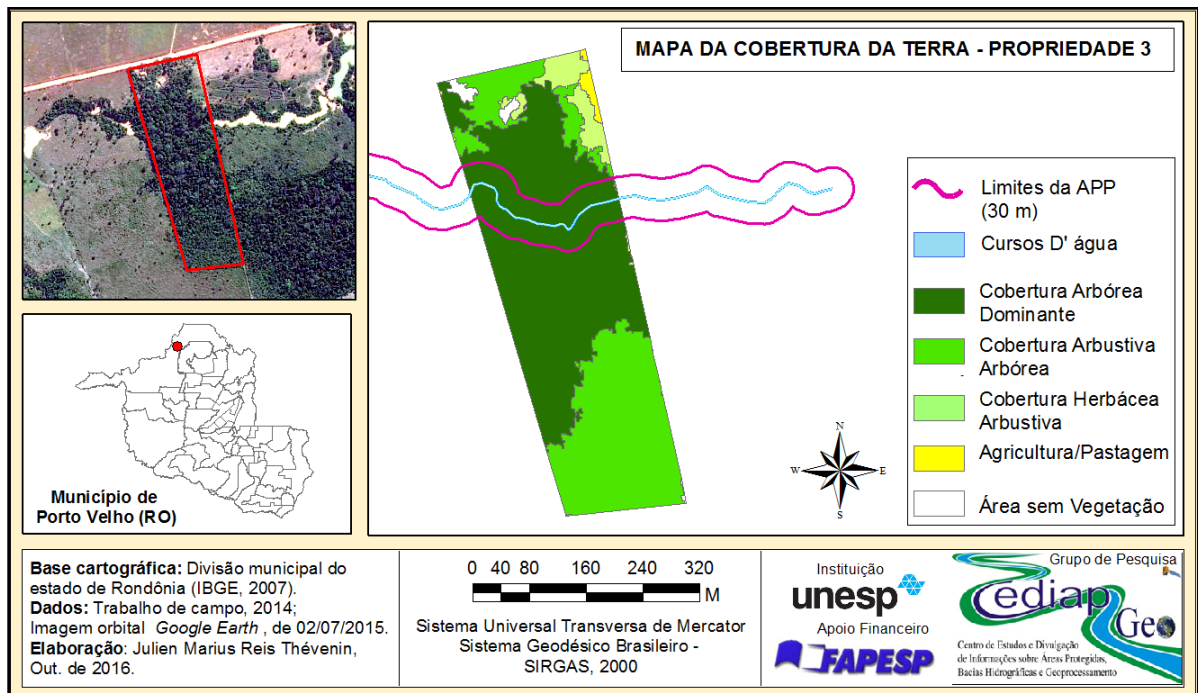 MAPA DA COBERTURA DA TERRA - PROPRIEDADE 3
Limites da APP
(30 m)
Cursos D' água
Cobertura Arbórea
Dominante
Cobertura Arbustiva
Arbórea
Cobertura Herbácea
Arbustiva
Agricultura/Pastagem
Área sem Vegetação
N
W
E
S
Município de
Porto Velho (RO)
Base cartográfica: Divisão municipal do
estado de Rondônia (IBGE, 2007).
Dados: Trabalho de campo, 2014;
Imagem orbital Google Earth , de 02/07/2015.
Elaboração: Julien Marius Reis Thévenin,
Out. de 2016.
0 40 80 160 240 320
M
Sistema Universal Transversa de Mercator
Sistema Geodésico Brasileiro -
SIRGAS, 2000
Instituição
unesp
Apoio Financeiro
FAPESP
Grupo de Pesquisa
Cediap
Geo
Centro de Estudos e Divulgação
de Informações sobre Áreas Protegidas,
Bacias Hidrográficas e Geoprocessamento